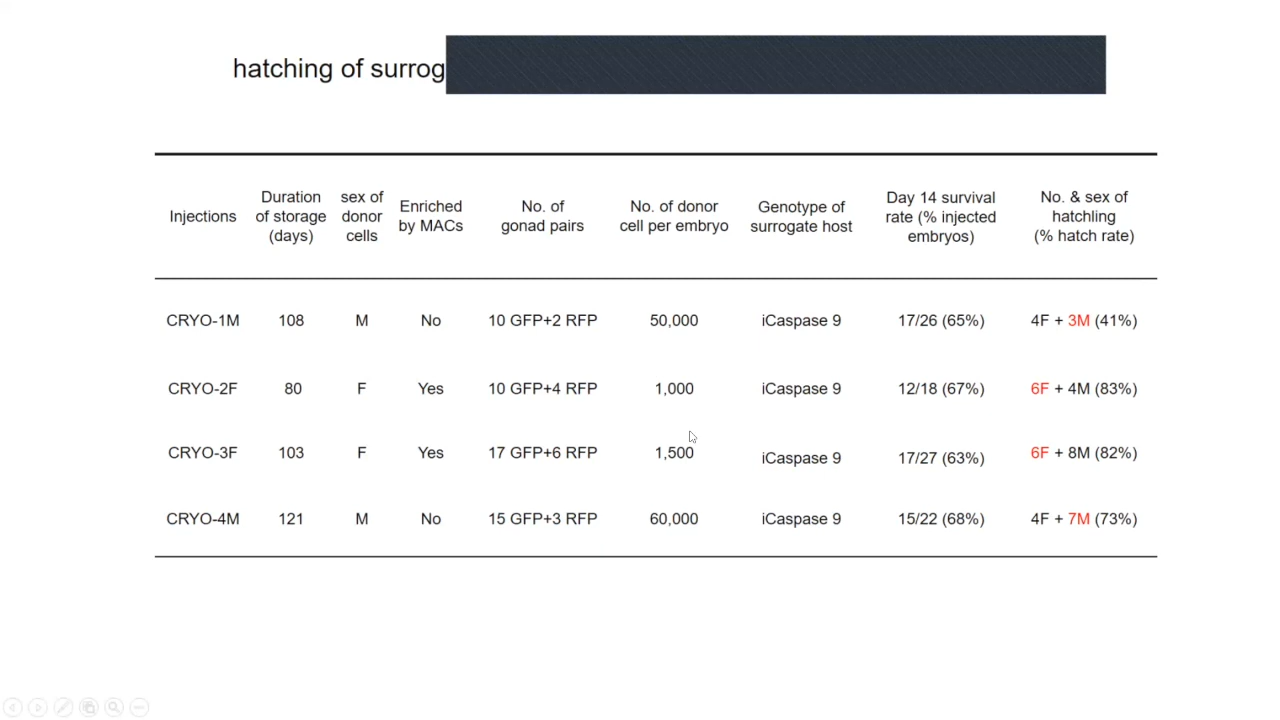 hatching of surrog
Injections
Duration
of storage
(days)
sex of
donor
cells
Enriched
by MACs
No. of
gonad pairs
No. of donor
cell per embryo
Genotype of
surrogate host
Day 14 survival
rate (% injected
embryos)
No. & sex of
hatchling
(% hatch rate)
CRYO-1M 108 M No 10 GFP+2 RFP 50,000 iCaspase 9 17/26 (65%) 4F + 3M (41%)
CRYO-2F 80 F Yes 10 GFP+4 RFP 1,000 iCaspase 9 12/18 (67%) 6F + 4M (83%)
CRYO-3F 103 F Yes 17 GFP+6 RFP 1,500 iCaspase 9 17/27 (63%) 6F + 8M (82%)
CRYO-4M 121 M No 15 GFP+3 RFP 60,000 iCaspase 9 15/22 (68%) 4F + 7M (73%)